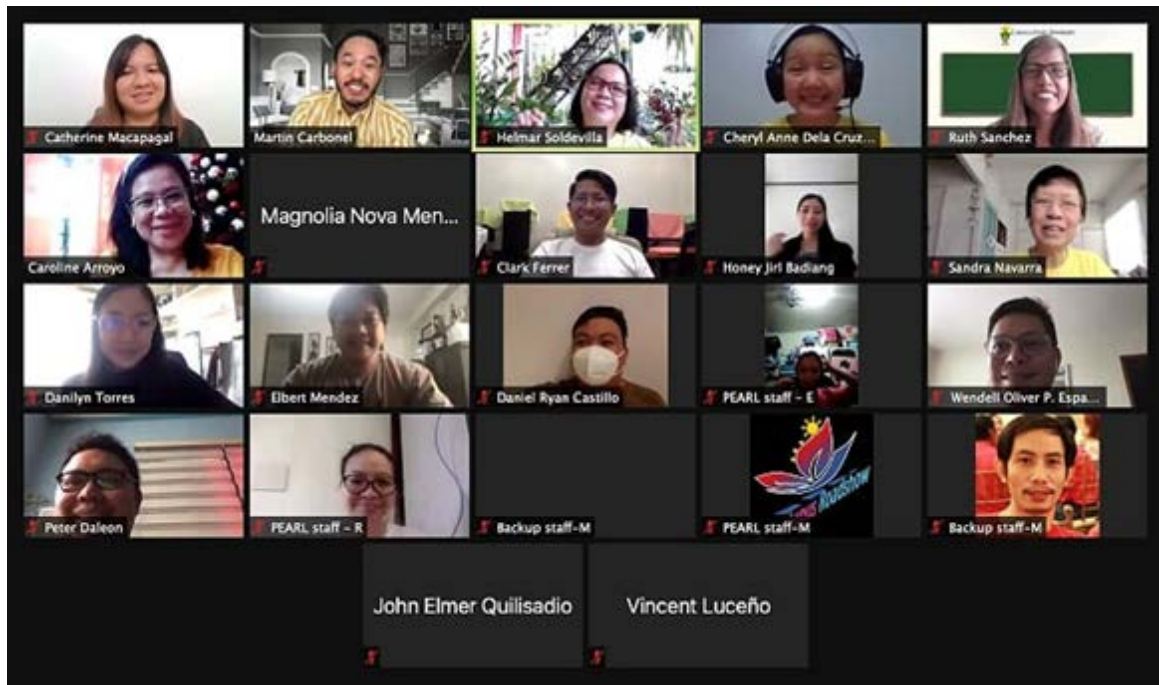 Catherine Macapagal
Martin Carbonel
Helmar Soldevilla
Cheryl Anne Dela Cruz...
Ruth Sanchez
Caroline Arroyo
Magnolia Nova Men...
Clark Ferrer
Honey Jirl Badiang
Sandra Navarra
Danilyn Torres
Elbert Mendez
Daniel Ryan Castillo
PEARL staff - E
Wendell Oliver P. Espa...
Peter Daleon
PEARL staff - R
Backup staff-M
PEARL staff-M
Roadshow
Backup staff-M
John Elmer Quilisadio
Vincent Luceño